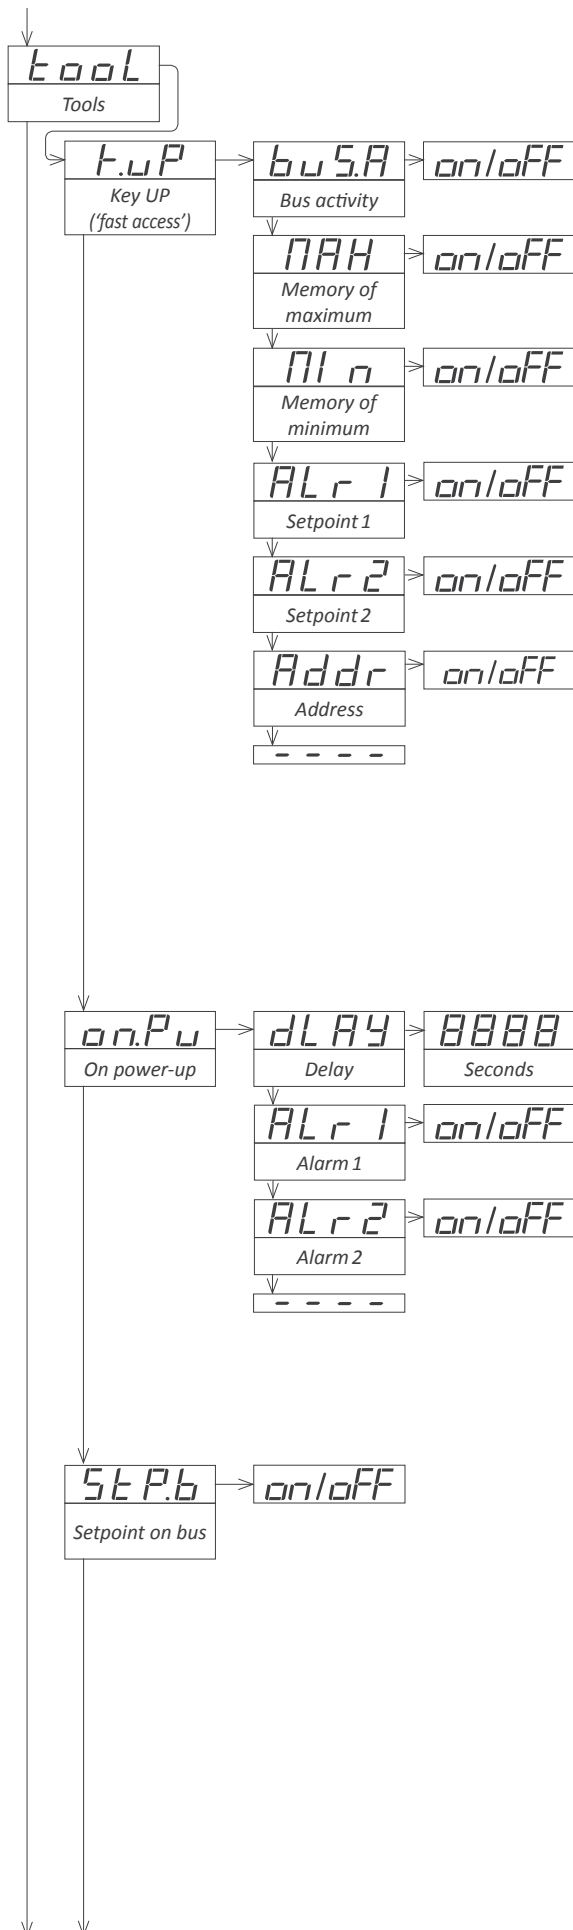 tooL
Tools
k.uP
Key UP
('fast access')
buS.A
on/oFF
Bus activity
MAX
on/oFF
Memory of
maximum
MIn
on/oFF
Memory of
minimum
ALr1
on/oFF
Setpoint 1
ALr2
on/oFF
Setpoint 2
Addr
on/oFF
Address
- - - -
on.Pu
On power-up
dLAY
Delay
8888
Seconds
ALr1
on/oFF
Alarm 1
ALr2
on/oFF
Alarm 2
- - - -
StP.b
on/oFF
Setpoint on bus